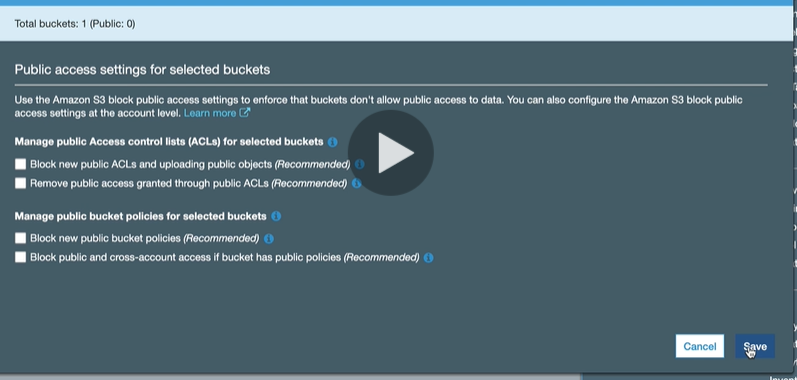 Total buckets: 1 (Public: 0)
Public access settings for selected buckets
Use the Amazon S3 block public access settings to enforce that buckets don't allow public access to data. You can also configure the Amazon S3 block public
access settings at the account level. Learn more
Manage public Access control lists (ACLs) for selected buckets
Block new public ACLs and uploading public objects (Recommended)
Remove public access granted through public ACLs (Recommended)
Manage public bucket policies for selected buckets
Block new public bucket policies (Recommended)
Block public and cross-account access if bucket has public policies (Recommended)
Cancel Save